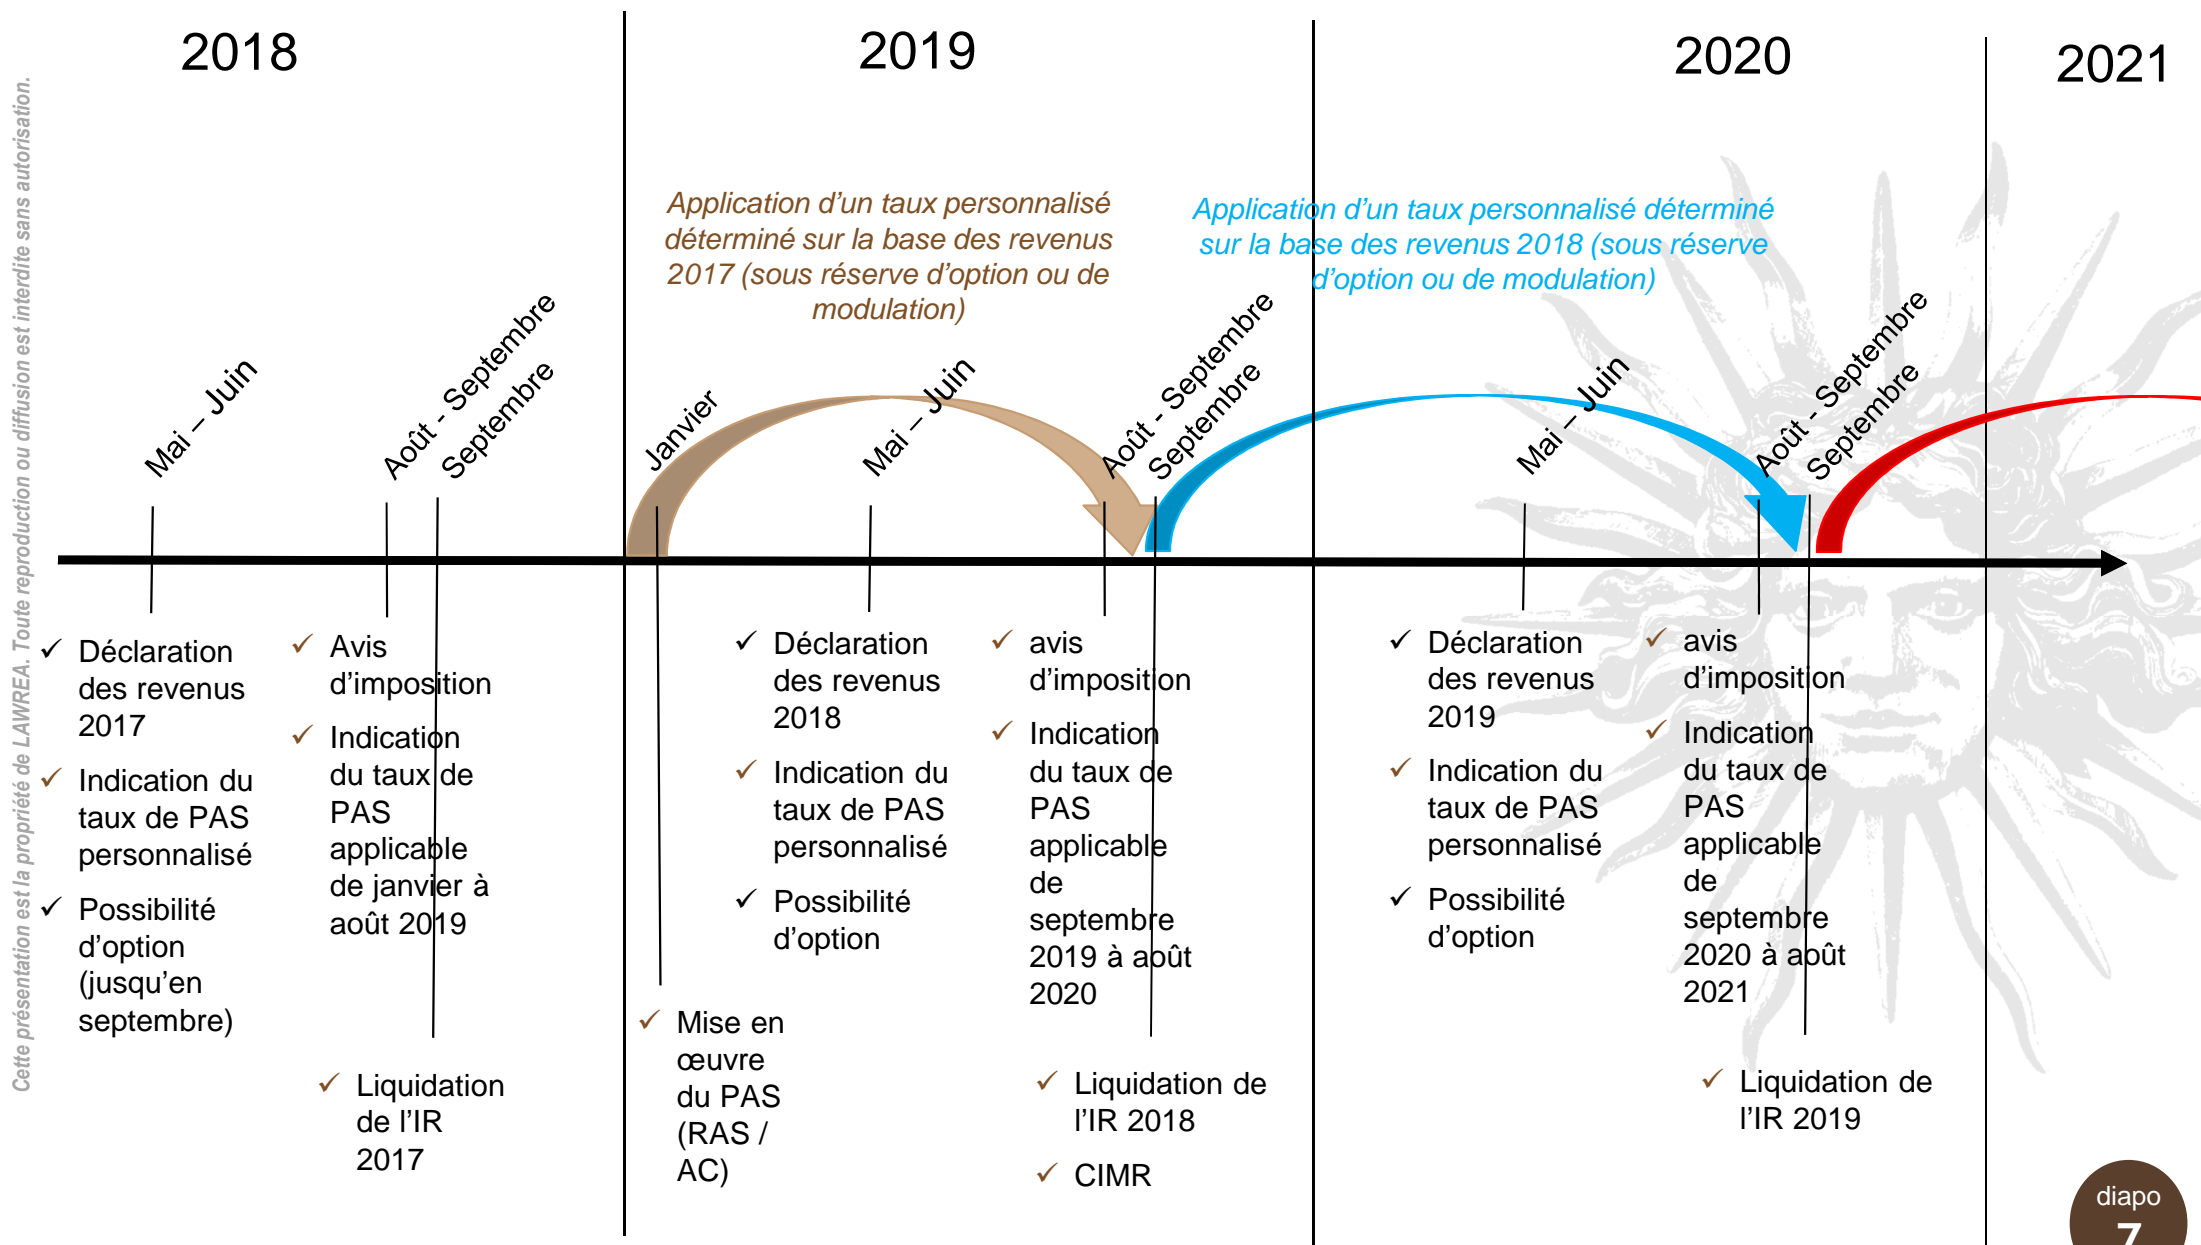 2018
2019
2020
2021
Cette présentation est la propriété de LAWREA. Toute reproduction ou diffusion est interdite sans autorisation.
Application d’un taux personnalisé
déterminé sur la base des revenus
2017 (sous réserve d’option ou de
modulation)
Application d’un taux personnalisé déterminé
sur la base des revenus 2018 (sous réserve
d’option ou de modulation)
Mai – Juin
Août - Septembre
Septembre
Janvier
Mai – Juin
Août - Septembre
Septembre
Mai – Juin
Août - Septembre
Septembre
✓ Déclaration
des revenus
2017
✓ Indication du
taux de PAS
personnalisé
✓ Possibilité
d’option
(jusqu’en
septembre)
✓ Avis
d’imposition
✓ Indication
du taux de
PAS
applicable
de janvier à
août 2019
✓ Liquidation
de l’IR
2017
✓ Mise en
œuvre
du PAS
(RAS /
AC)
✓ Déclaration
des revenus
2018
✓ Indication du
taux de PAS
personnalisé
✓ Possibilité
d’option
✓ avis
d’imposition
✓ Indication
du taux de
PAS
applicable
de
septembre
2019 à août
2020
✓ Liquidation de
l’IR 2018
✓ CIMR
✓ Déclaration
des revenus
2019
✓ Indication du
taux de PAS
personnalisé
✓ Possibilité
d’option
✓ avis
d’imposition
✓ Indication
du taux de
PAS
applicable
de
septembre
2020 à août
2021
✓ Liquidation de
l’IR 2019
diapo
7